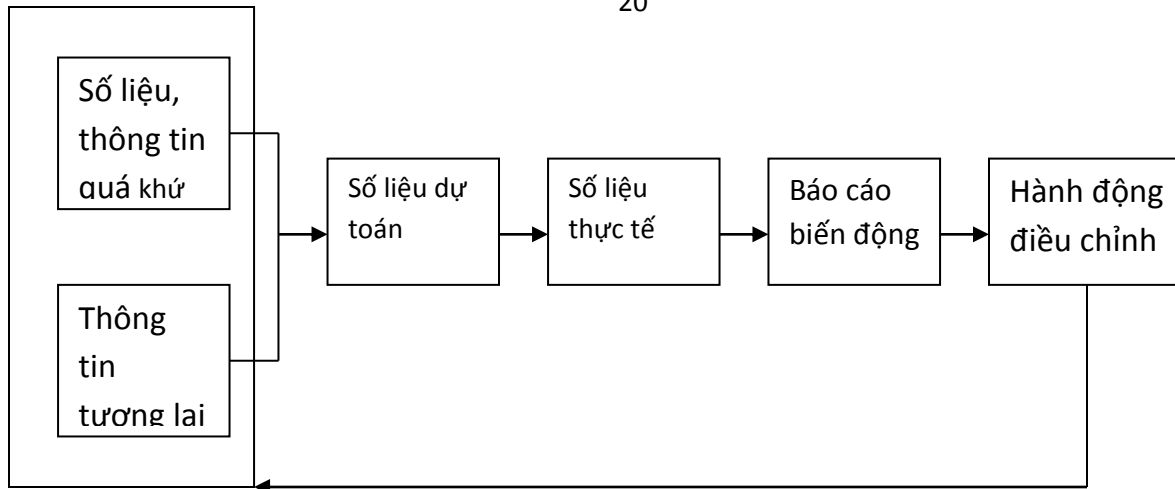 20
Số liệu,
thông tin
quá khứ
Thông
tin
tương lai
Số liệu dự
toán
Số liệu
thực tế
Báo cáo
biến động
Hành động
điều chỉnh